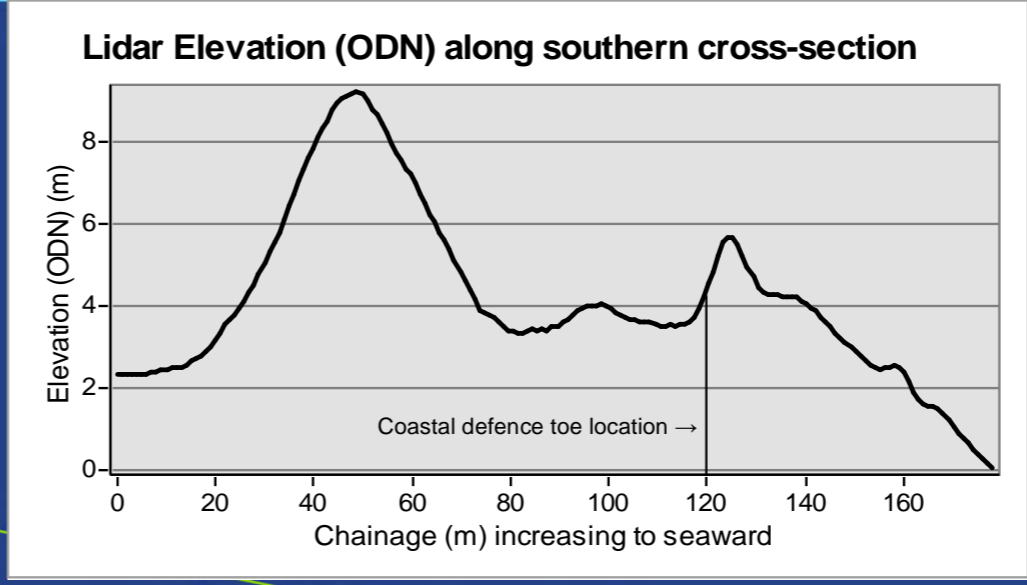 Lidar Elevation (ODN) along southern cross-section
Elevation (ODN) (m)
8
6
4
2
0
Coastal defence toe location →
0 20 40 60 80 100 120 140 160
Chainage (m) increasing to seaward